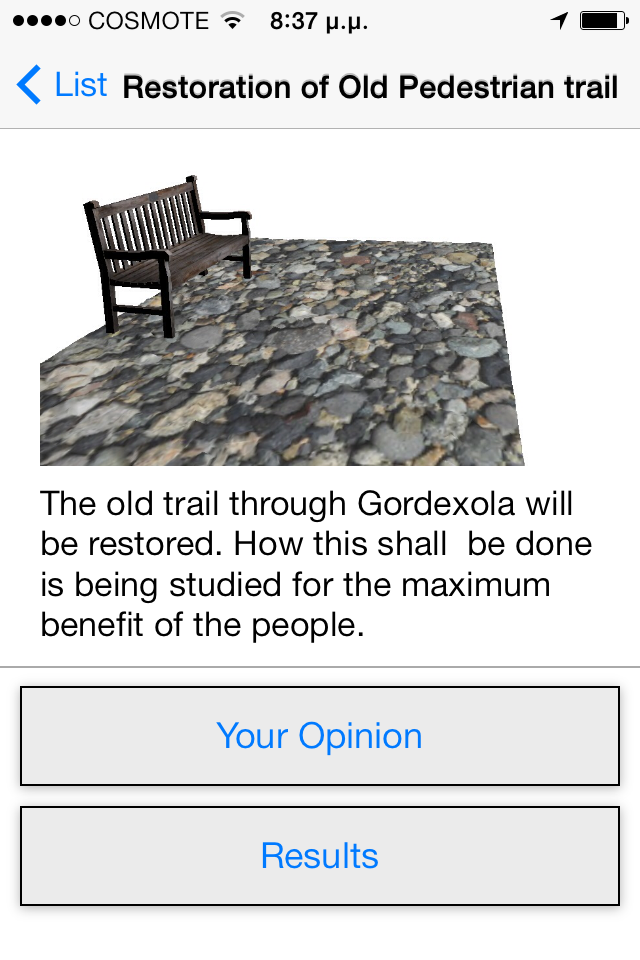 COSMOTE 8:37 μ.μ.
List Restoration of Old Pedestrian trail
The old trail through Gordexola will
be restored. How this shall  be done
is being studied for the maximum
benefit of the people.
Your Opinion
Results